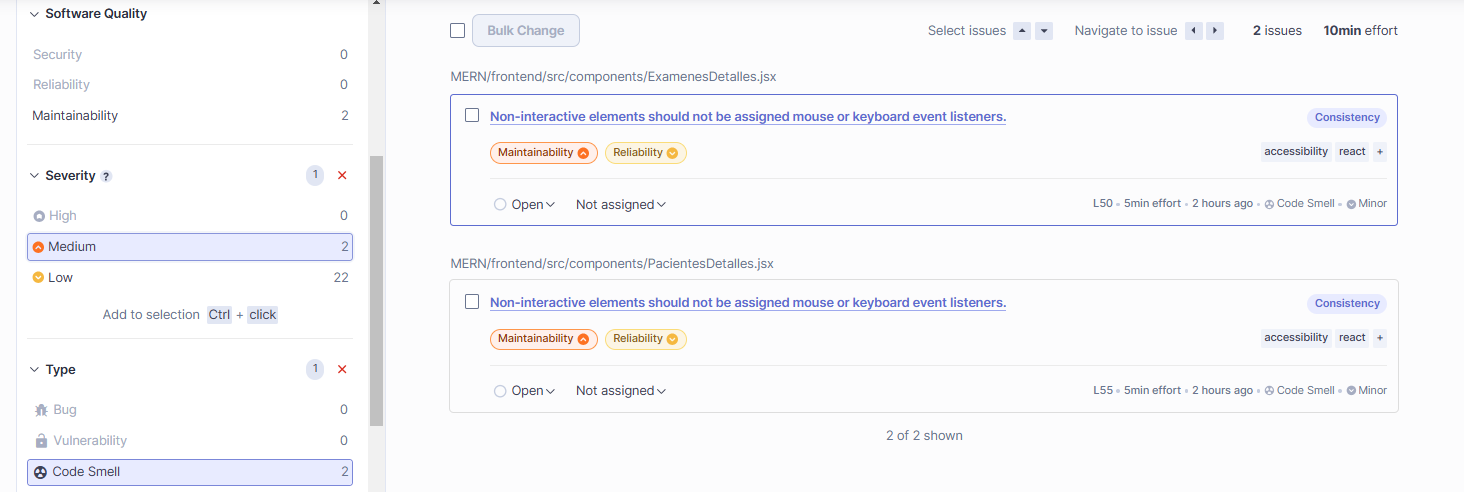 Software Quality
Security 0
Reliability 0
Maintainability 2
Severity ? 1
High 0
Medium 2
Low 22
Add to selection Ctrl + click
Type 1
Bug 0
Vulnerability 0
Code Smell 2
Bulk Change Select issues Navigate to issue 2 issues 10min effort
MERN/frontend/src/components/ExamenesDetalles.jsx
Non-interactive elements should not be assigned mouse or keyboard event listeners. Consistency
Maintainability Reliability accessibility react +
Open Not assigned L50 • 5min effort • 2 hours ago • Code Smell • Minor
MERN/frontend/src/components/PacientesDetalles.jsx
Non-interactive elements should not be assigned mouse or keyboard event listeners. Consistency
Maintainability Reliability accessibility react +
Open Not assigned L55 • 5min effort • 2 hours ago • Code Smell • Minor
2 of 2 shown